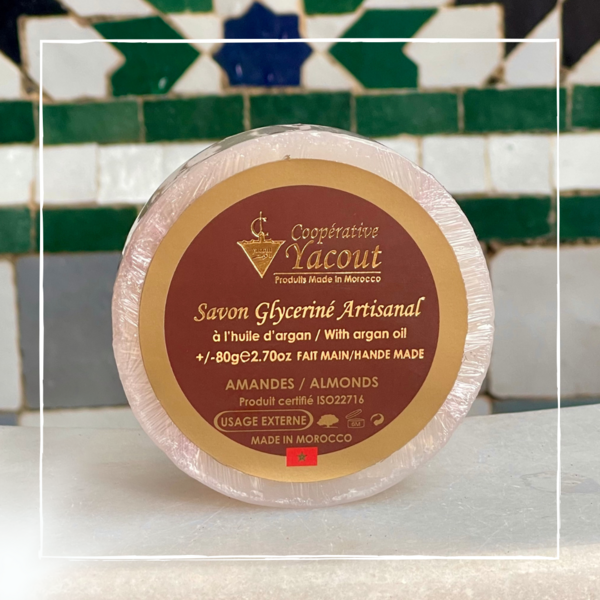 Coopérative
Yacout
Produits Made In Morocco
Savon Glyceriné Artisanal
à l'huile d'argan / With argan oil
+/-80g℮2.70oz FAIT MAIN/HANDE MADE
AMANDES / ALMONDS
Produit certifié ISO22716
USAGE EXTERNE
MADE IN MOROCCO